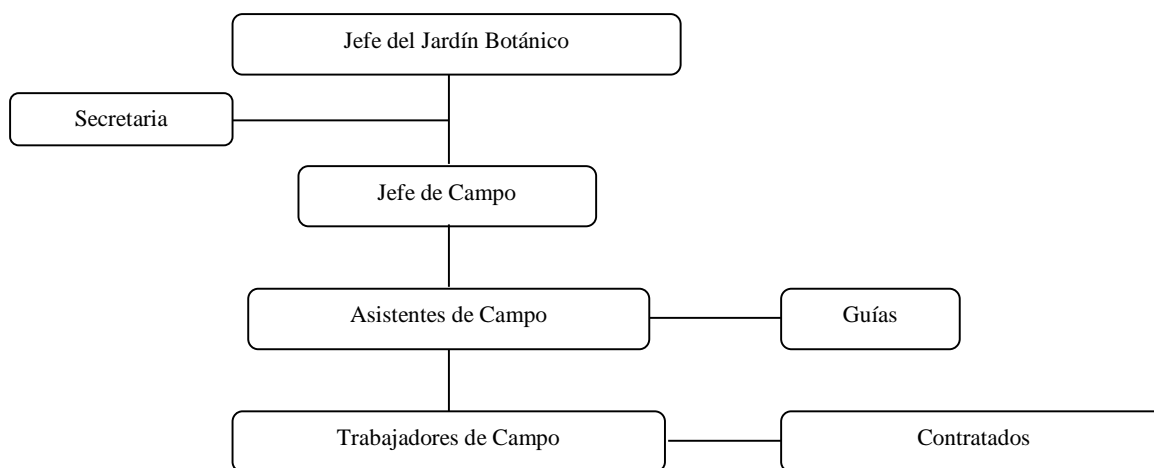 Jefe del Jardín Botánico
Secretaria
Jefe de Campo
Asistentes de Campo
Guías
Trabajadores de Campo
Contratados